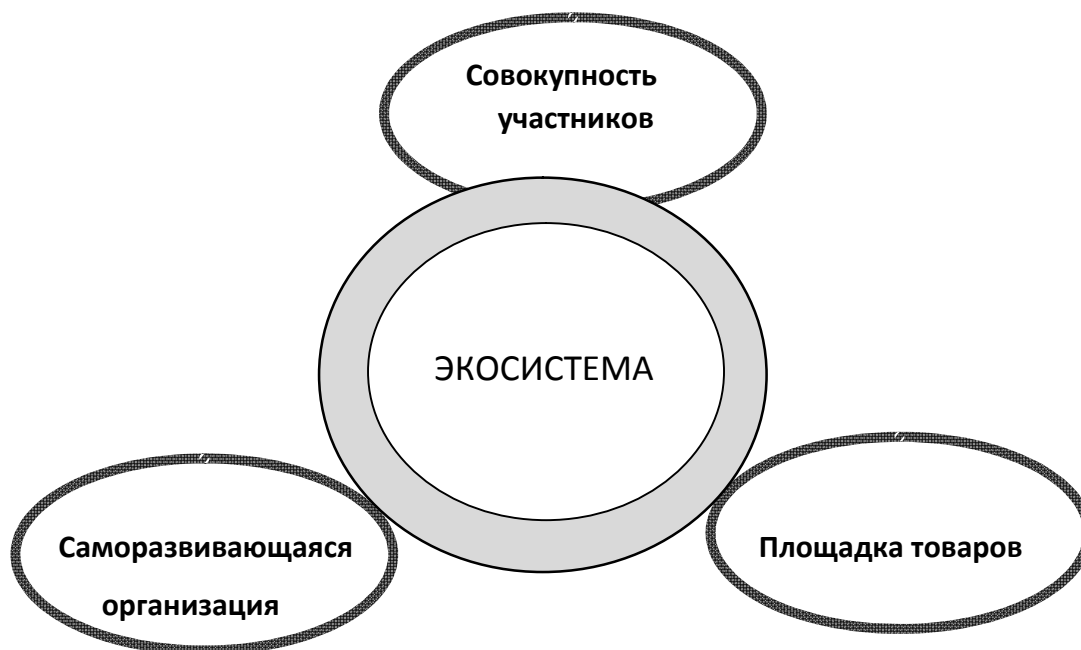 Совокупность
участников
ЭКОСИСТЕМА
Саморазвивающаяся
организация
Площадка товаров